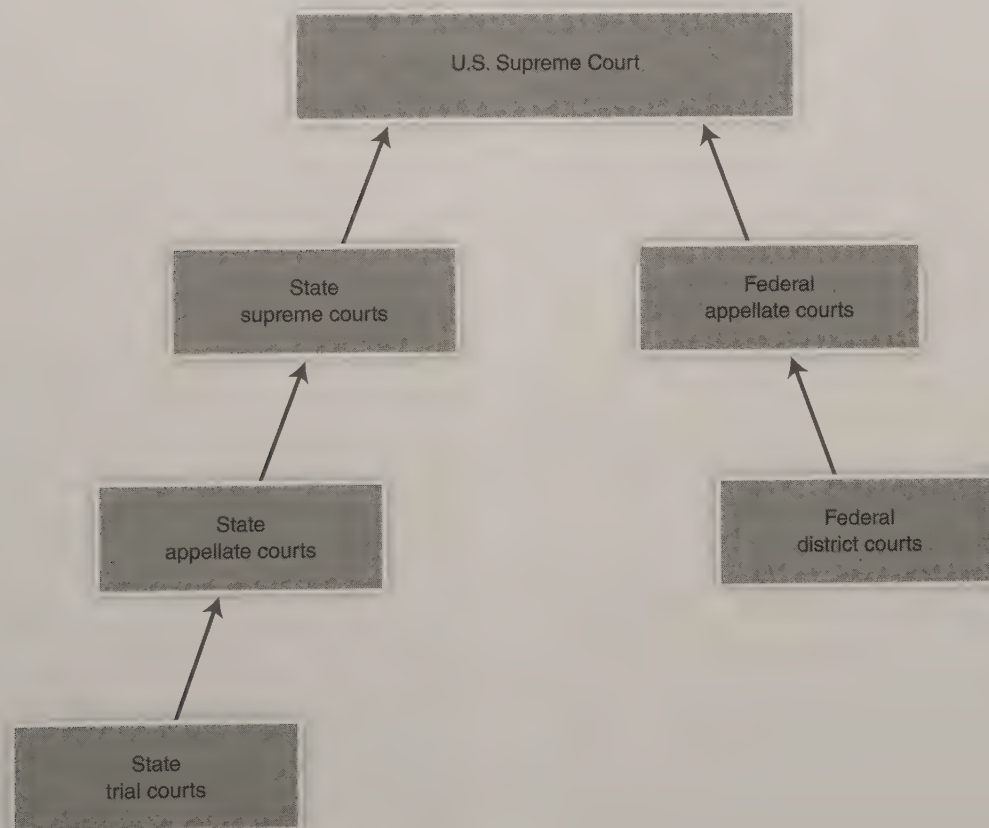 U.S. Supreme Court
State
supreme courts
Federal
appellate courts
State
appellate courts
Federal
district courts
State
trial courts